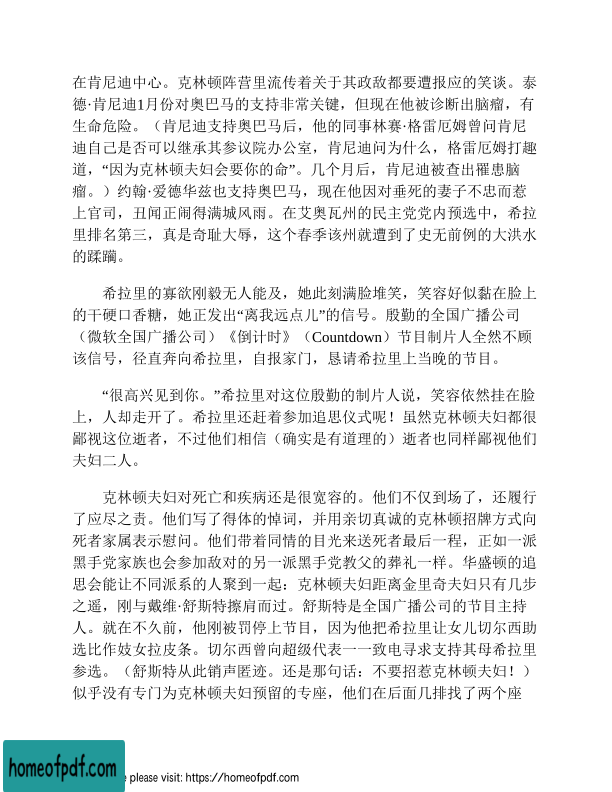 在肯尼迪中心。克林顿阵营里流传着关于其政敌都要遭报应的笑谈。泰
德·肯尼迪1月份对奥巴马的支持非常关键，但现在他被诊断出脑瘤，有
生命危险。（肯尼迪支持奥巴马后，他的同事林赛·格雷厄姆曾问肯尼
迪自己是否可以继承其参议院办公室，肯尼迪问为什么，格雷厄姆打趣
道，“因为克林顿夫妇会要你的命”。几个月后，肯尼迪被查出罹患脑
瘤。）约翰·爱德华兹也支持奥巴马，现在他因对垂死的妻子不忠而惹
上官司，丑闻正闹得满城风雨。在艾奥瓦州的民主党党内预选中，希拉
里排名第三，真是奇耻大辱，这个春季该州就遭到了史无前例的大洪水
的蹂躏。
希拉里的寡欲刚毅无人能及，她此刻满脸堆笑，笑容好似黏在脸上
的干硬口香糖，她正发出“离我远点儿”的信号。殷勤的全国广播公司
（微软全国广播公司）《倒计时》（Countdown）节目制片人全然不顾
该信号，径直奔向希拉里，自报家门，恳请希拉里上当晚的节目。
“很高兴见到你。”希拉里对这位殷勤的制片人说，笑容依然挂在脸
上，人却走开了。希拉里还赶着参加追思仪式呢！虽然克林顿夫妇都很
鄙视这位逝者，不过他们相信（确实是有道理的）逝者也同样鄙视他们
夫妇二人。
克林顿夫妇对死亡和疾病还是很宽容的。他们不仅到场了，还履行
了应尽之责。他们写了得体的悼词，并用亲切真诚的克林顿招牌方式向
死者家属表示慰问。他们带着同情的目光来送死者最后一程，正如一派
黑手党家族也会参加敌对的另一派黑手党教父的葬礼一样。华盛顿的追
思会能让不同派系的人聚到一起：克林顿夫妇距离金里奇夫妇只有几步
之遥，刚与戴维·舒斯特擦肩而过。舒斯特是全国广播公司的节目主持
人。就在不久前，他刚被罚停上节目，因为他把希拉里让女儿切尔西助
选比作妓女拉皮条。切尔西曾向超级代表一一致电寻求支持其母希拉里
参选。（舒斯特从此销声匿迹。还是那句话：不要招惹克林顿夫妇！）
似乎没有专门为克林顿夫妇预留的专座，他们在后面几排找了两个座
homeofpdf.com
e please visit: https://homeofpdf.com